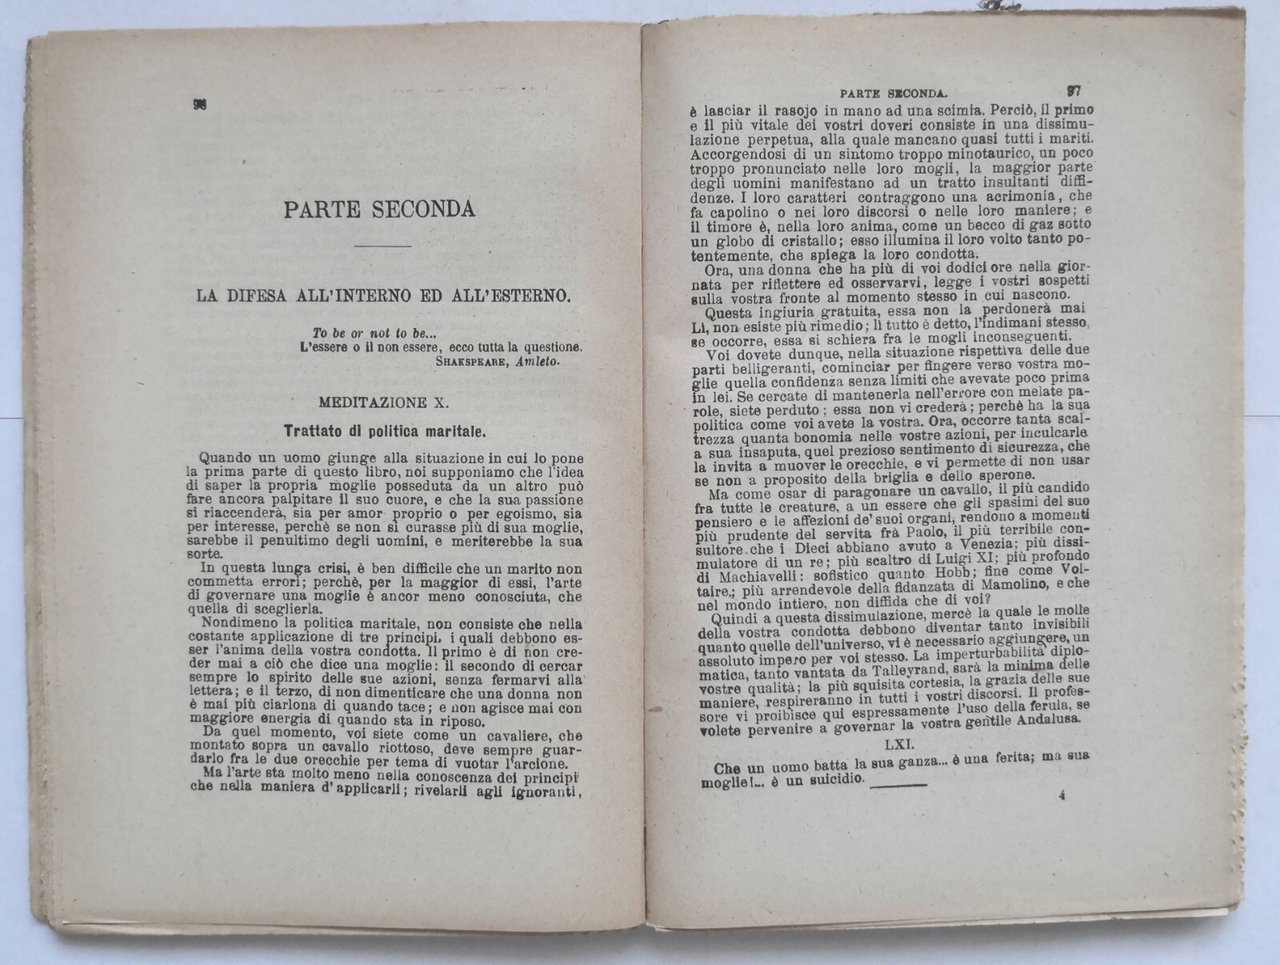 98
PARTE SECONDA
LA DIFESA ALL'INTERNO ED ALL'ESTERNO.
To be or not to be...
L'essere o il non essere, ecco tutta la questione.
SHAKSPEARE, Amleto.
MEDITAZIONE X.
Trattato di politica maritale.
Quando un uomo giunge alla situazione in cui lo pone
la prima parte di questo libro, noi supponiamo che l'idea
di saper la propria moglie posseduta da un altro può
fare ancora palpitare il suo cuore, e che la sua passione
si riaccenderà, sia per amor proprio o per egoismo, sia
per interesse, perchè se non si curasse più di sua moglie,
sarebbe il penultimo degli uomini, e meriterebbe la sua
sorte.
In questa lunga crisi, è ben difficile che un marito non
commetta errori; perchè, per la maggior di essi, l'arte
di governare una moglie è ancor meno conosciuta, che
quella di sceglierla.
Nondimeno la politica maritale, non consiste che nella
costante applicazione di tre principi, i quali debbono es-
ser l'anima della vostra condotta. Il primo è di non cre-
der mai a ciò che dice una moglie: il secondo di cercar
sempre lo spirito delle sue azioni, senza fermarvi alla
lettera; e il terzo, di non dimenticare che una donna non
è mai più ciarlona di quando tace; e non agisce mai con
maggiore energia di quando sta in riposo.
Da quel momento, voi siete come un cavaliere, che
montato sopra un cavallo riottoso, deve sempre guar-
darlo fra le due orecchie per tema di vuotar l'arcione.
Ma l'arte sta molto meno nella conoscenza dei principi
che nella maniera d'applicarli; rivelarli agli ignoranti,
PARTE SECONDA. 97
è lasciar il rasojo in mano ad una scimia. Perciò, il primo
e il più vitale dei vostri doveri consiste in una dissimu-
lazione perpetua, alla quale mancano quasi tutti i mariti.
Accorgendosi di un sintomo troppo minotaurico, un poco
troppo pronunciato nelle loro mogli, la maggior parte
degli uomini manifestano ad un tratto insultanti diffi-
denze. I loro caratteri contraggono una acrimonia, che
fa capolino o nei loro discorsi o nelle loro maniere; e
il timore è, nella loro anima, come un becco di gaz sotto
un globo di cristallo; esso illumina il loro volto tanto po-
tentemente, che spiega la loro condotta.
Ora, una donna che ha più di voi dodici ore nella gior-
nata per riflettere ed osservarvi, legge i vostri sospetti
sulla vostra fronte al momento stesso in cui nascono.
Questa ingiuria gratuita, essa non la perdonerà mai
Lì, non esiste più rimedio; lì tutto è detto, l'indimani stesso,
se occorre, essa si schiera fra le mogli inconseguenti.
Voi dovete dunque, nella situazione rispettiva delle due
parti belligeranti, cominciar per fingere verso vostra mo-
glie quella confidenza senza limiti che avevate poco prima
in lei. Se cercate di mantenerla nell'errore con melate pa-
role, siete perduto; essa non vi crederà; perchè ha la sua
politica come voi avete la vostra. Ora, occorre tanta scal-
trezza quanta bonomia nelle vostre azioni, per inculcarle
a sua insaputa, quel prezioso sentimento di sicurezza, che
la invita a muover le orecchie, e vi permette di non usar
se non a proposito della briglia e dello sperone.
Ma come osar di paragonare un cavallo, il più candido
fra tutte le creature, a un essere che gli spasimi del suo
pensiero e le affezioni de' suoi organi, rendono a momenti
più prudente del servita frà Paolo, il più terribile con-
sultore che i Dieci abbiano avuto a Venezia; più dissi-
mulatore di un re; più scaltro di Luigi XI; più profondo
di Machiavelli: sofistico quanto Hobb; fine come Vol-
taire; più arrendevole della fidanzata di Mamolino, e che
nel mondo intiero, non diffida che di voi?
Quindi a questa dissimulazione, mercè la quale le molle
della vostra condotta debbono diventar tanto invisibili
quanto quelle dell'universo, vi è necessario aggiungere, un
assoluto impero per voi stesso. La imperturbabilità diplo-
matica, tanto vantata da Talleyrand, sarà la minima delle
vostre qualità; la più squisita cortesia, la grazia delle sue
maniere, respireranno in tutti i vostri discorsi. Il profes-
sore vi proibisce qui espressamente l'uso della ferula, se
volete pervenire a governar la vostra gentile Andalusa.
LXI.
Che un uomo batta la sua ganza... è una ferita; ma sua
moglie!... è un suicidio.
4